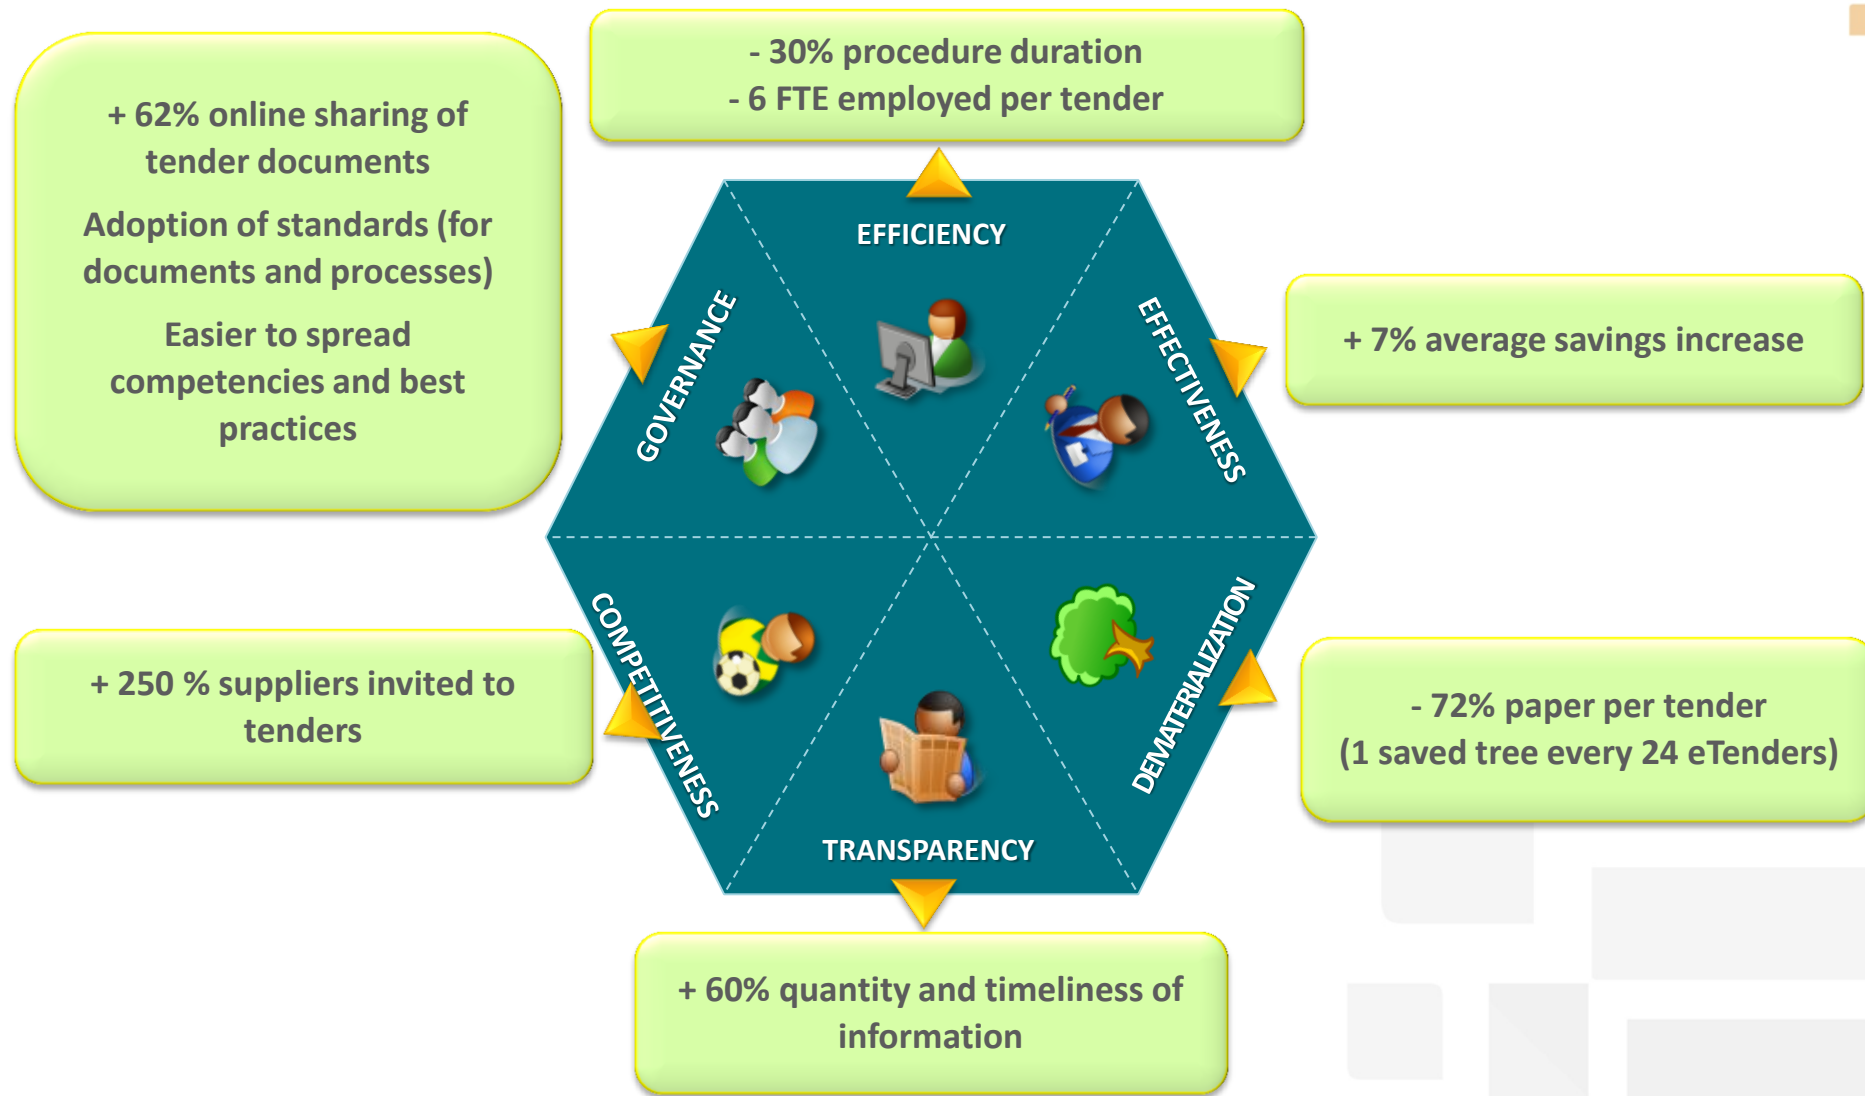 - 30% procedure duration
- 6 FTE employed per tender
+ 62% online sharing of
tender documents
Adoption of standards (for
documents and processes)
Easier to spread
competencies and best
practices
EFFICIENCY
GOVERNANCE
EFFECTIVENESS
+ 7% average savings increase
COMPETITIVENESS
DEMATERIALIZATION
+ 250 % suppliers invited to
tenders
- 72% paper per tender
(1 saved tree every 24 eTenders)
TRANSPARENCY
+ 60% quantity and timeliness of
information